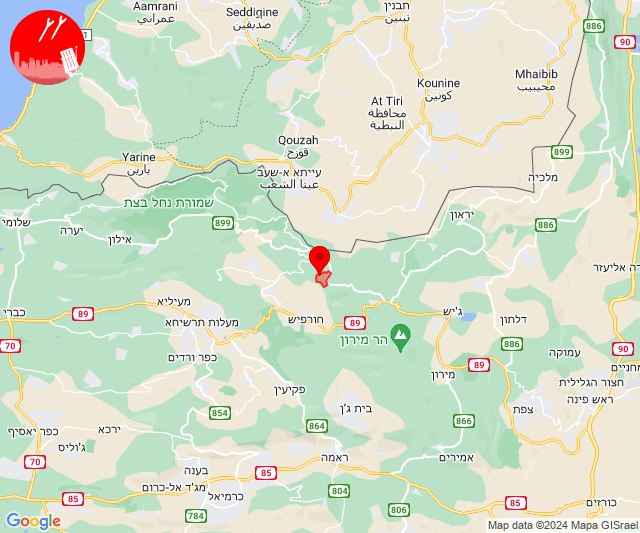 Aamrani
عمراني
Seddigine
صديقين
تبنين
תבנין
886
90
1
Mhaibib
محيبيب
Kounine
كونين
At Tiri
محافظة
النبطية
Qouzah
קוזח
Yarine
يارين
899
עייתא א-שעב
عيتا الشعب
מלכיה
שמורת נחל בצת
899
יראון
886
שלומי
יערה
אילון
ה אליעזר
מעיליא
כברי
89
מעלות תרשיחא
חורפיש
89
ג'יש
דלתון
הר מירון
70
886
90
כפר ורדים
עמוקה
מחניים
89
מירון
חצור הגלילית
פקיעין
ראש פינה
צפת
בית ג'ן
854
864
866
כפר יאסיף
ירכא
ג'וליס
70
אמירים
ראמה
בענה
85
מג'ד אל-כרום
כרמיאל
804
85
85
כורזים
784
806
Google
Map data ©2024 Mapa GISrael